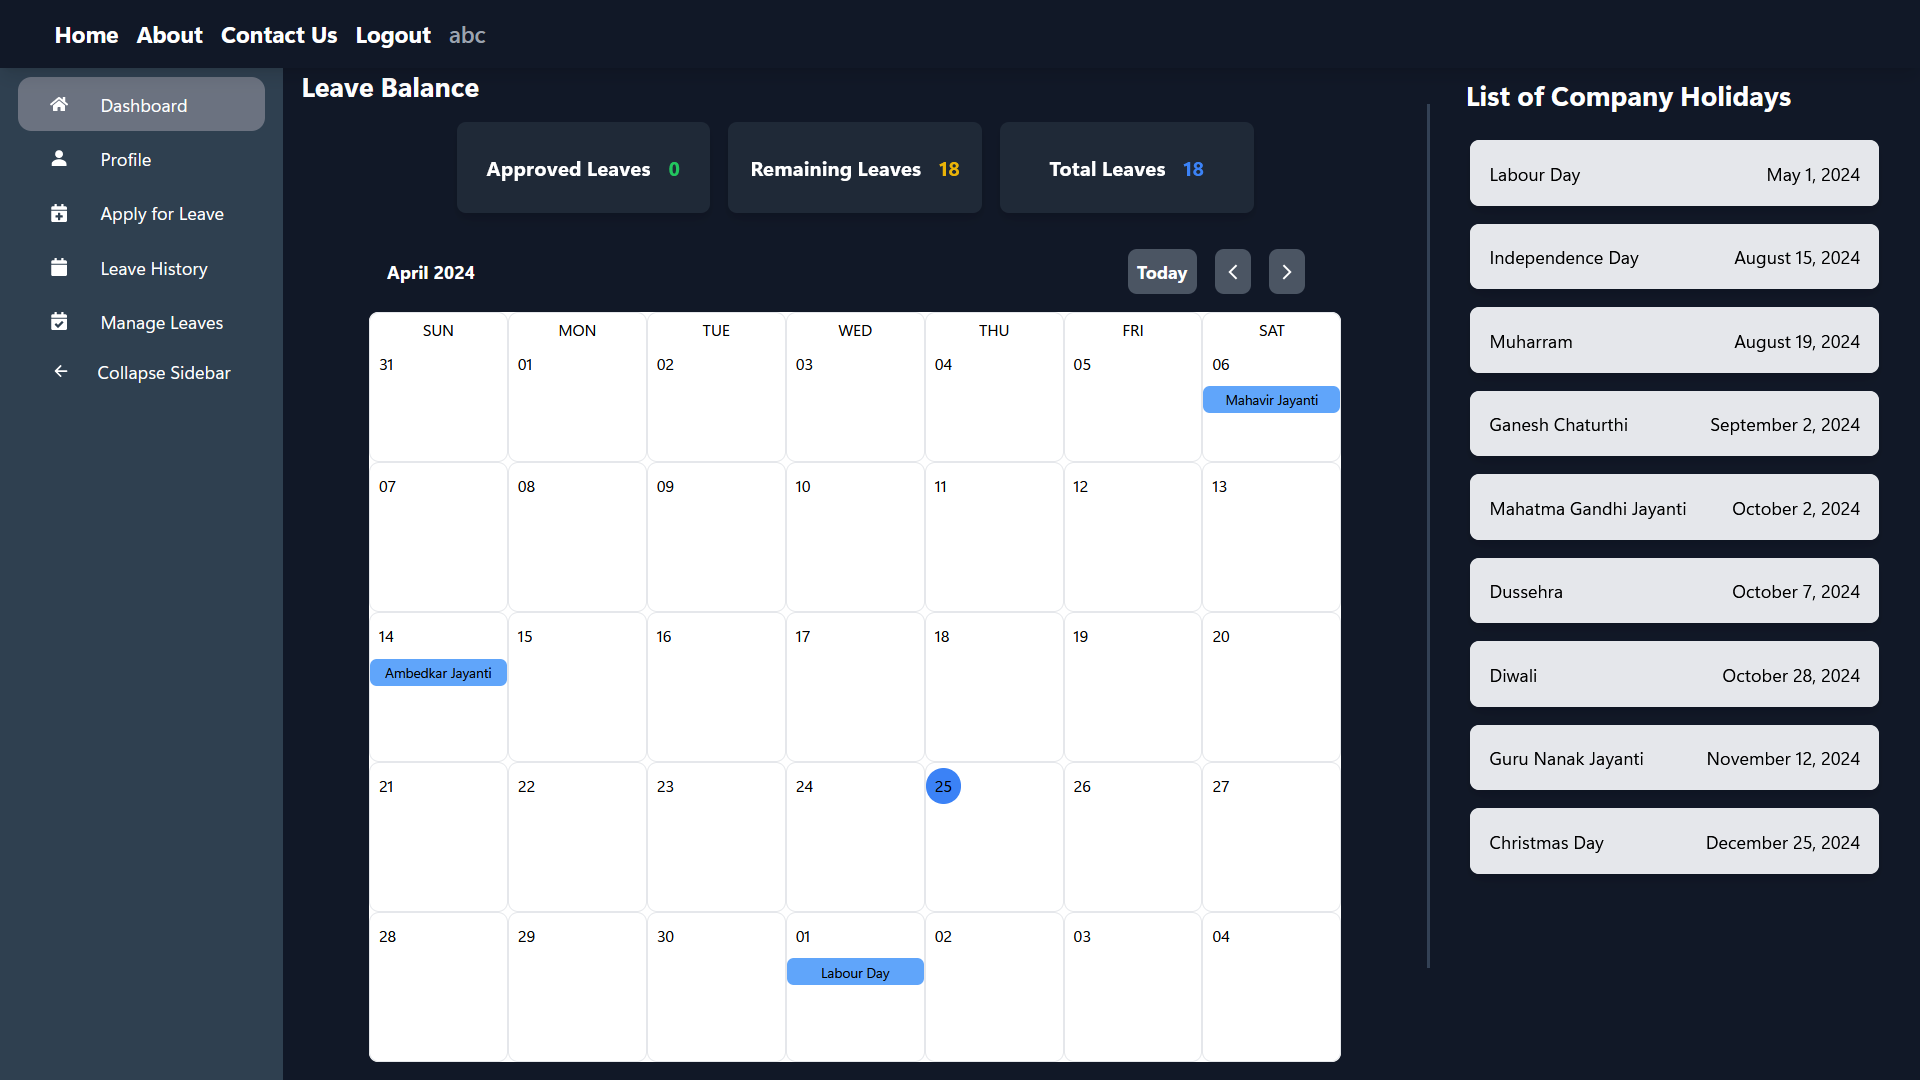 Home About Contact Us Logout abc
Dashboard
Profile
Apply for Leave
Leave History
Manage Leaves
Collapse Sidebar
Leave Balance
Approved Leaves 0
Remaining Leaves 18
Total Leaves 18
April 2024
Today
SUN MON TUE WED THU FRI SAT
31 01 02 03 04 05 06
Mahavir Jayanti
07 08 09 10 11 12 13
14 15 16 17 18 19 20
Ambedkar Jayanti
21 22 23 24 25 26 27
28 29 30 01 02 03 04
Labour Day
List of Company Holidays
Labour Day May 1, 2024
Independence Day August 15, 2024
Muharram August 19, 2024
Ganesh Chaturthi September 2, 2024
Mahatma Gandhi Jayanti October 2, 2024
Dussehra October 7, 2024
Diwali October 28, 2024
Guru Nanak Jayanti November 12, 2024
Christmas Day December 25, 2024